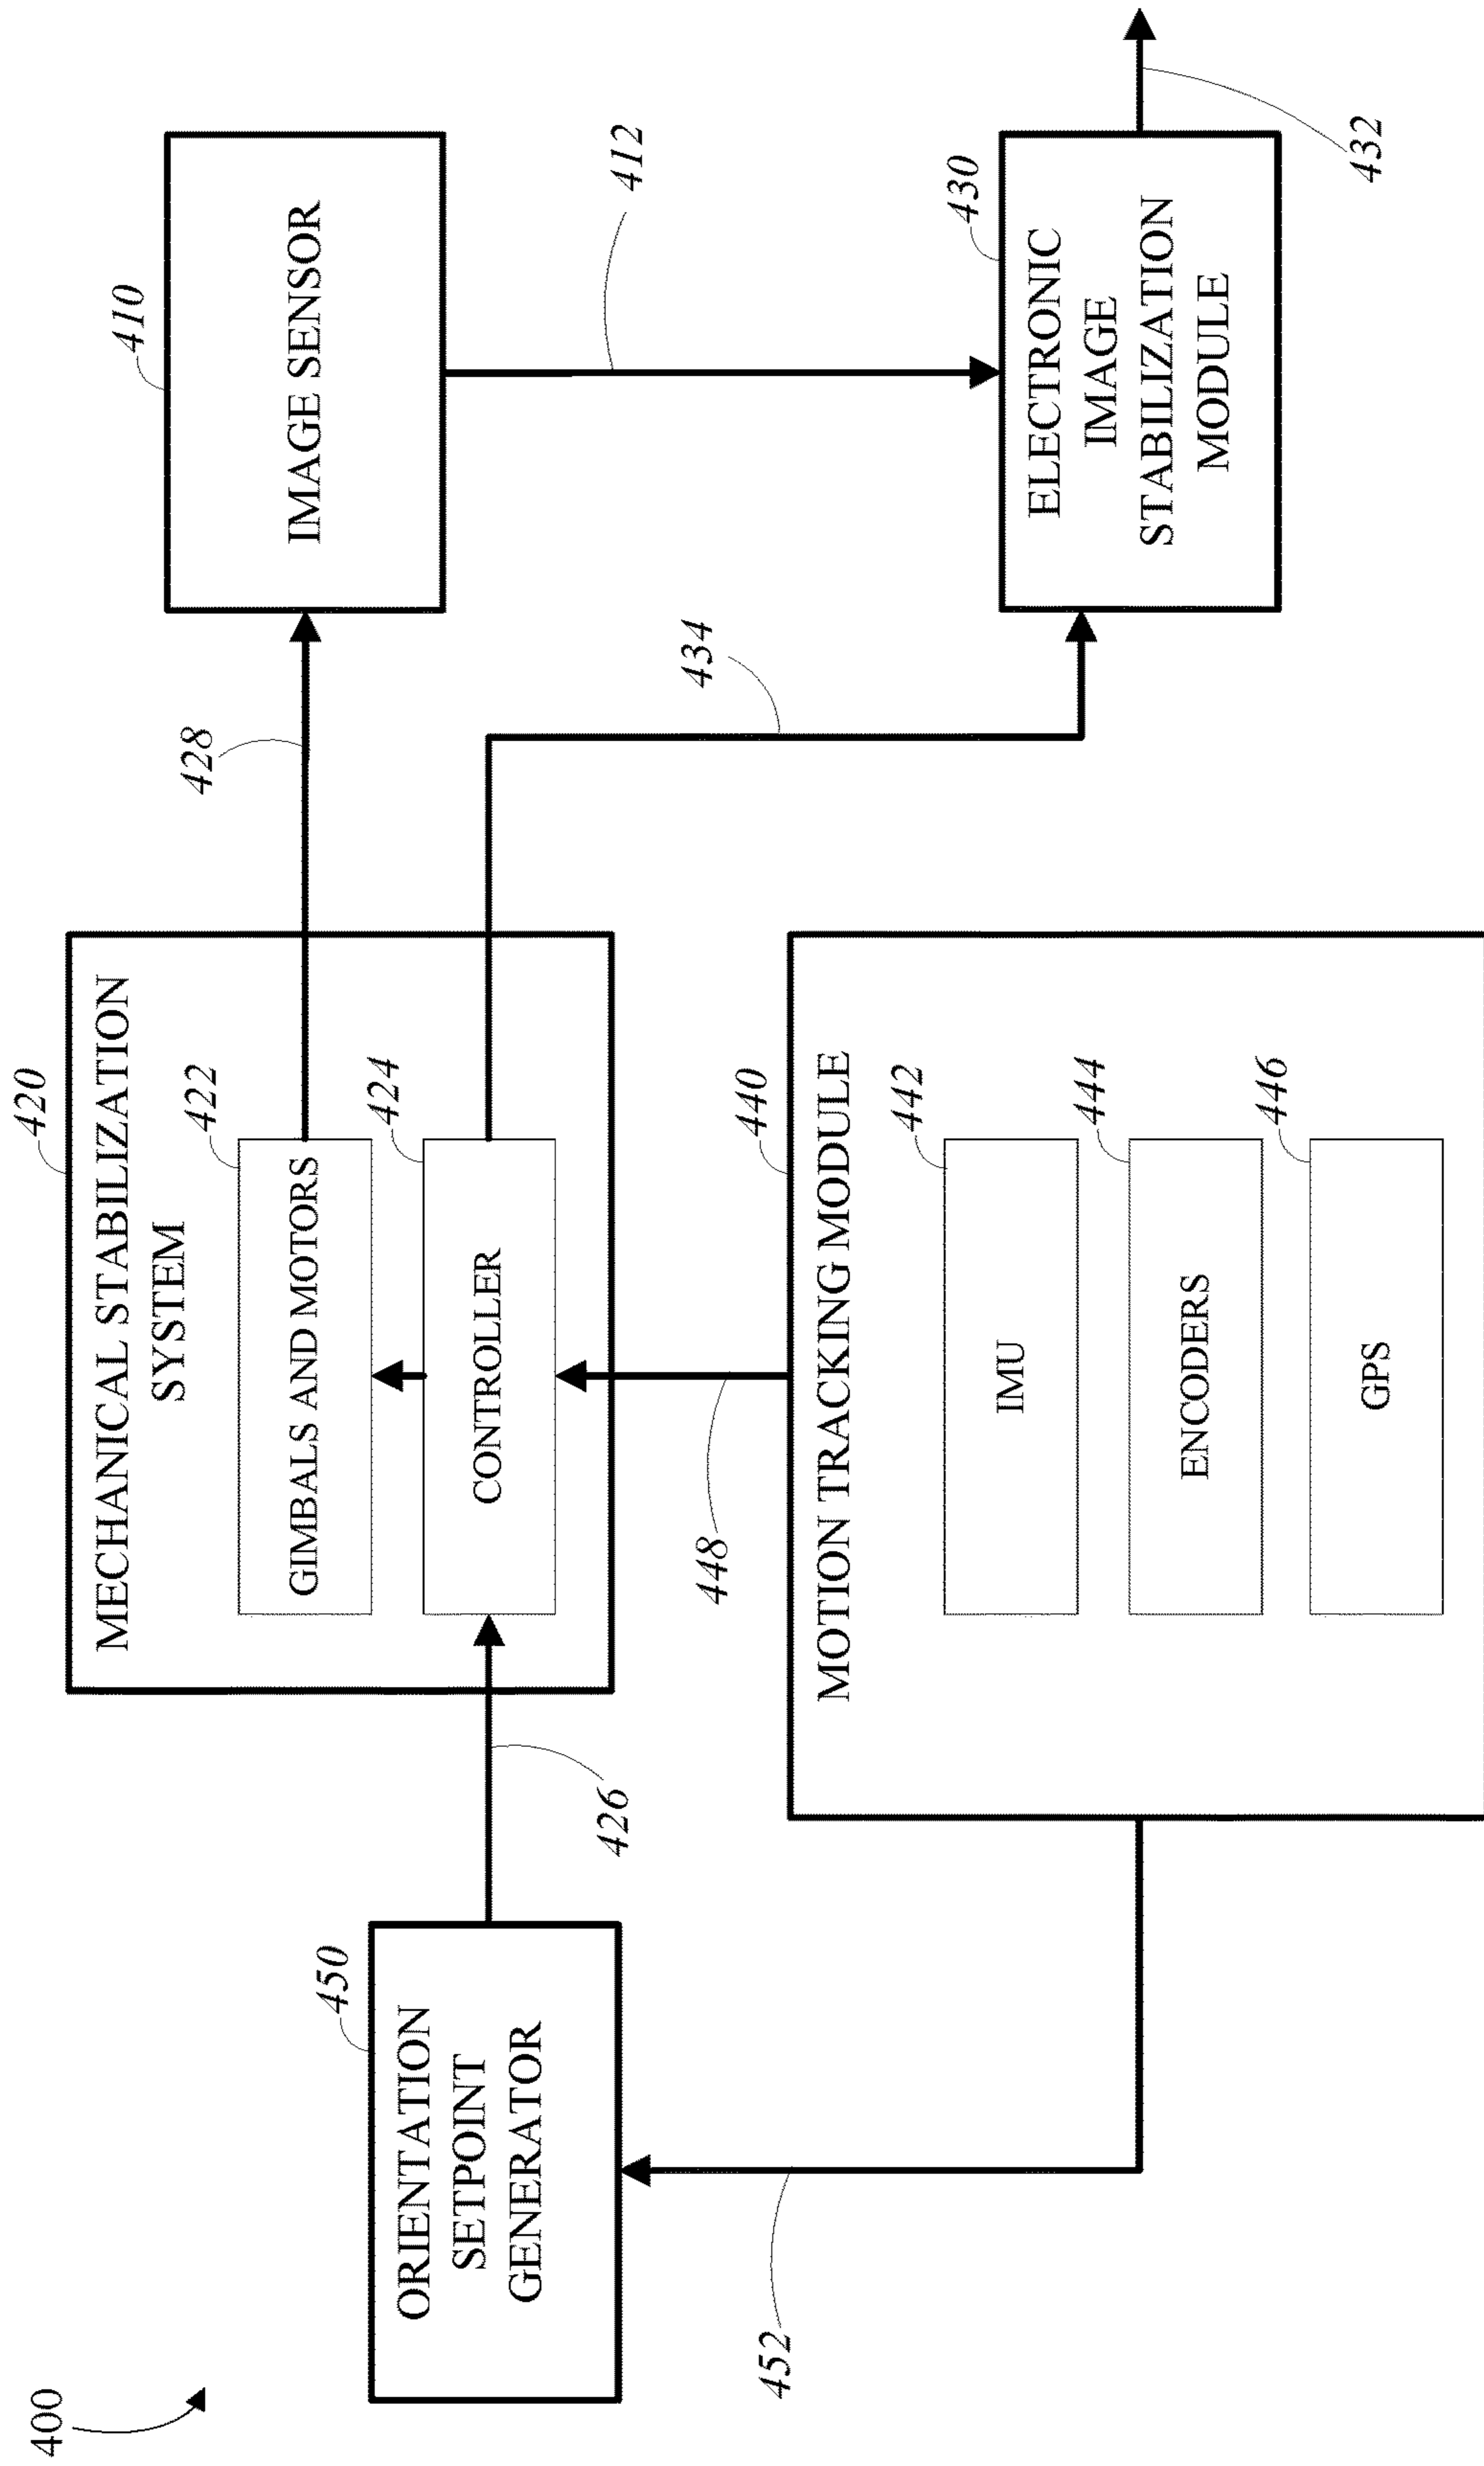 400
450
ORIENTATION
SETPOINT
GENERATOR
452
426
420
MECHANICAL STABILIZATION
SYSTEM
422
GIMBALS AND MOTORS
424
CONTROLLER
448
440
MOTION TRACKING MODULE
442
IMU
444
ENCODERS
446
GPS
428
434
410
IMAGE SENSOR
412
430
ELECTRONIC
IMAGE
STABILIZATION
MODULE
432